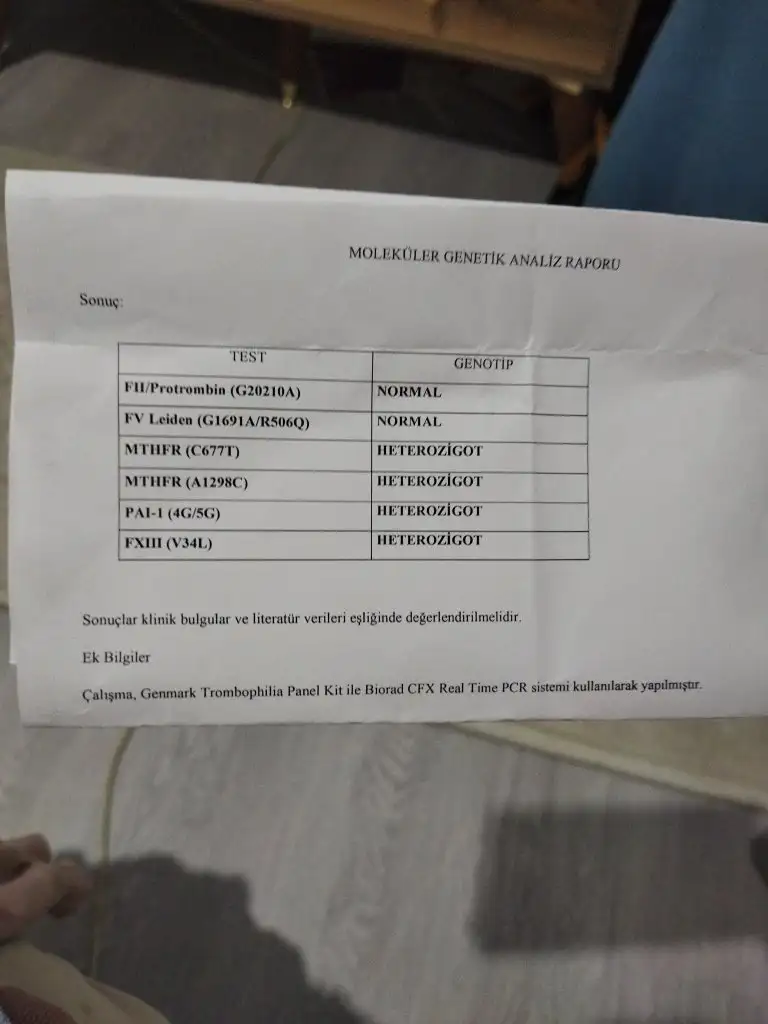 MOLEKÜLER GENETİK ANALİZ RAPORU
Sonuç:
TEST GENOTİP
FII/Protrombin (G20210A) NORMAL
FV Leiden (G1691A/R506Q) NORMAL
MTHFR (C677T) HETEROZİGOT
MTHFR (A1298C) HETEROZİGOT
PAI-1 (4G/5G) HETEROZİGOT
FXIII (V34L) HETEROZİGOT
Sonuçlar klinik bulgular ve literatür verileri eşliğinde değerlendirilmelidir.
Ek Bilgiler
Çalışma, Genmark Trombophilia Panel Kit ile Biorad CFX Real Time PCR sistemi kullanılarak yapılmıştır.